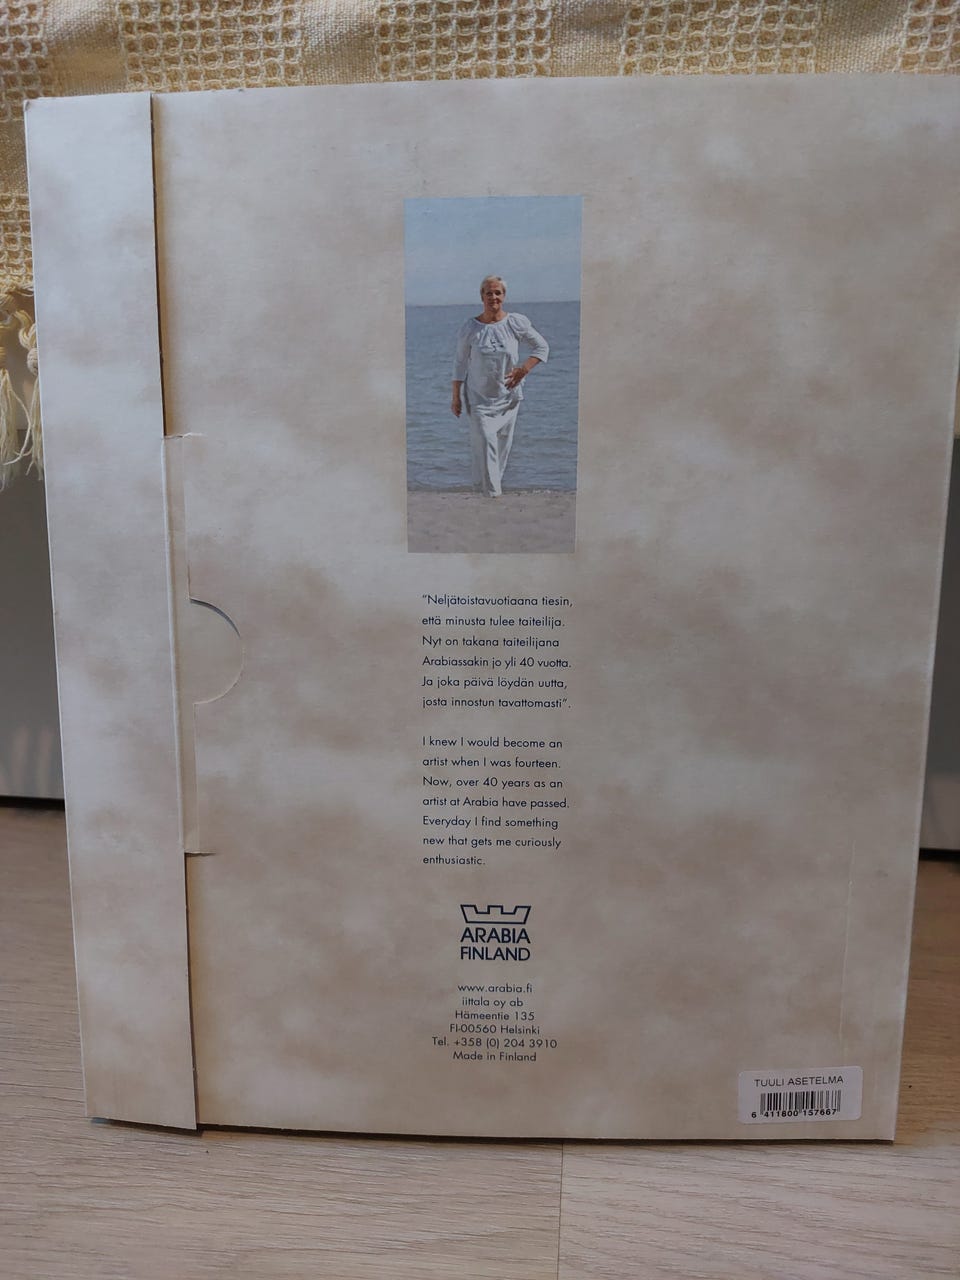 “Neljätoistavuotiaana tiesin,
että minusta tulee taiteilija.
Nyt on takana taiteilijana
Arabiassakin jo yli 40 vuotta.
Ja joka päivä löydän uutta,
josta innostun tavattomasti”.
I knew I would become an
artist when I was fourteen.
Now, over 40 years as an
artist at Arabia have passed.
Everyday I find something
new that gets me curiously
enthusiastic.
ARABIA
FINLAND
www.arabia.fi
iittala oy ab
Hämeentie 135
FI-00560 Helsinki
Tel. +358 (0) 204 3910
Made in Finland
TUULI ASETELMA
6 411800 157667